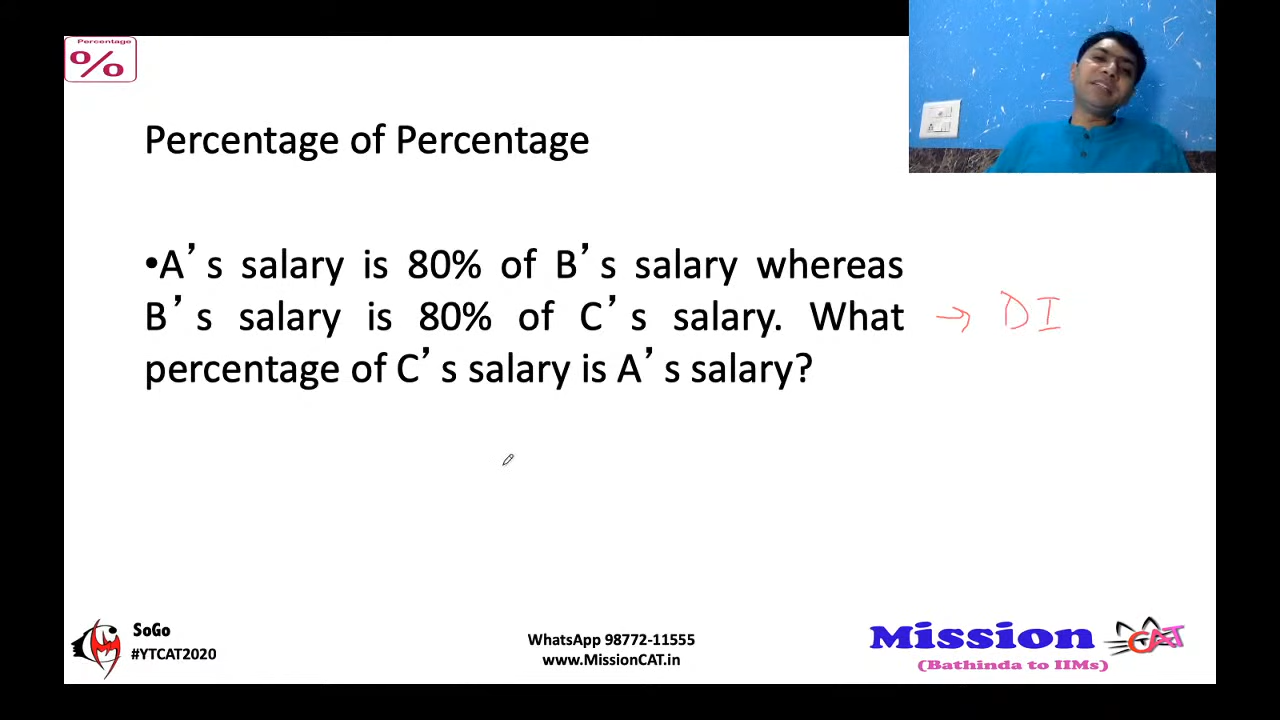 Percentage
%
Percentage of Percentage
•A’s salary is 80% of B’s salary whereas
B’s salary is 80% of C’s salary. What → DI
percentage of C’s salary is A’s salary?
SoGo
#YTCAT2020
WhatsApp 98772-11555
www.MissionCAT.in
Mission CAT
(Bathinda to IIMs)